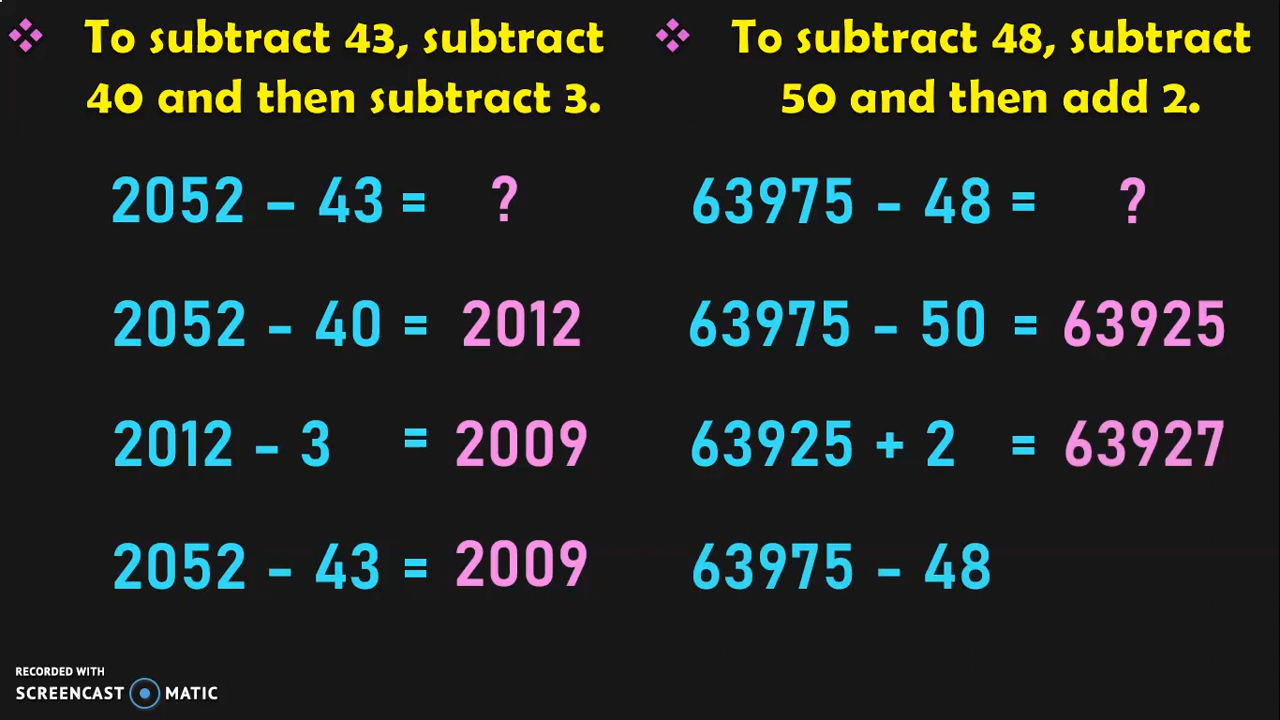 ❖ To subtract 43, subtract
40 and then subtract 3.
2052 – 43 = ?
2052 - 40 = 2012
2012 - 3 = 2009
2052 - 43 = 2009
❖ To subtract 48, subtract
50 and then add 2.
63975 - 48 = ?
63975 - 50 = 63925
63925 + 2 = 63927
63975 - 48
RECORDED WITH
SCREENCAST MATIC